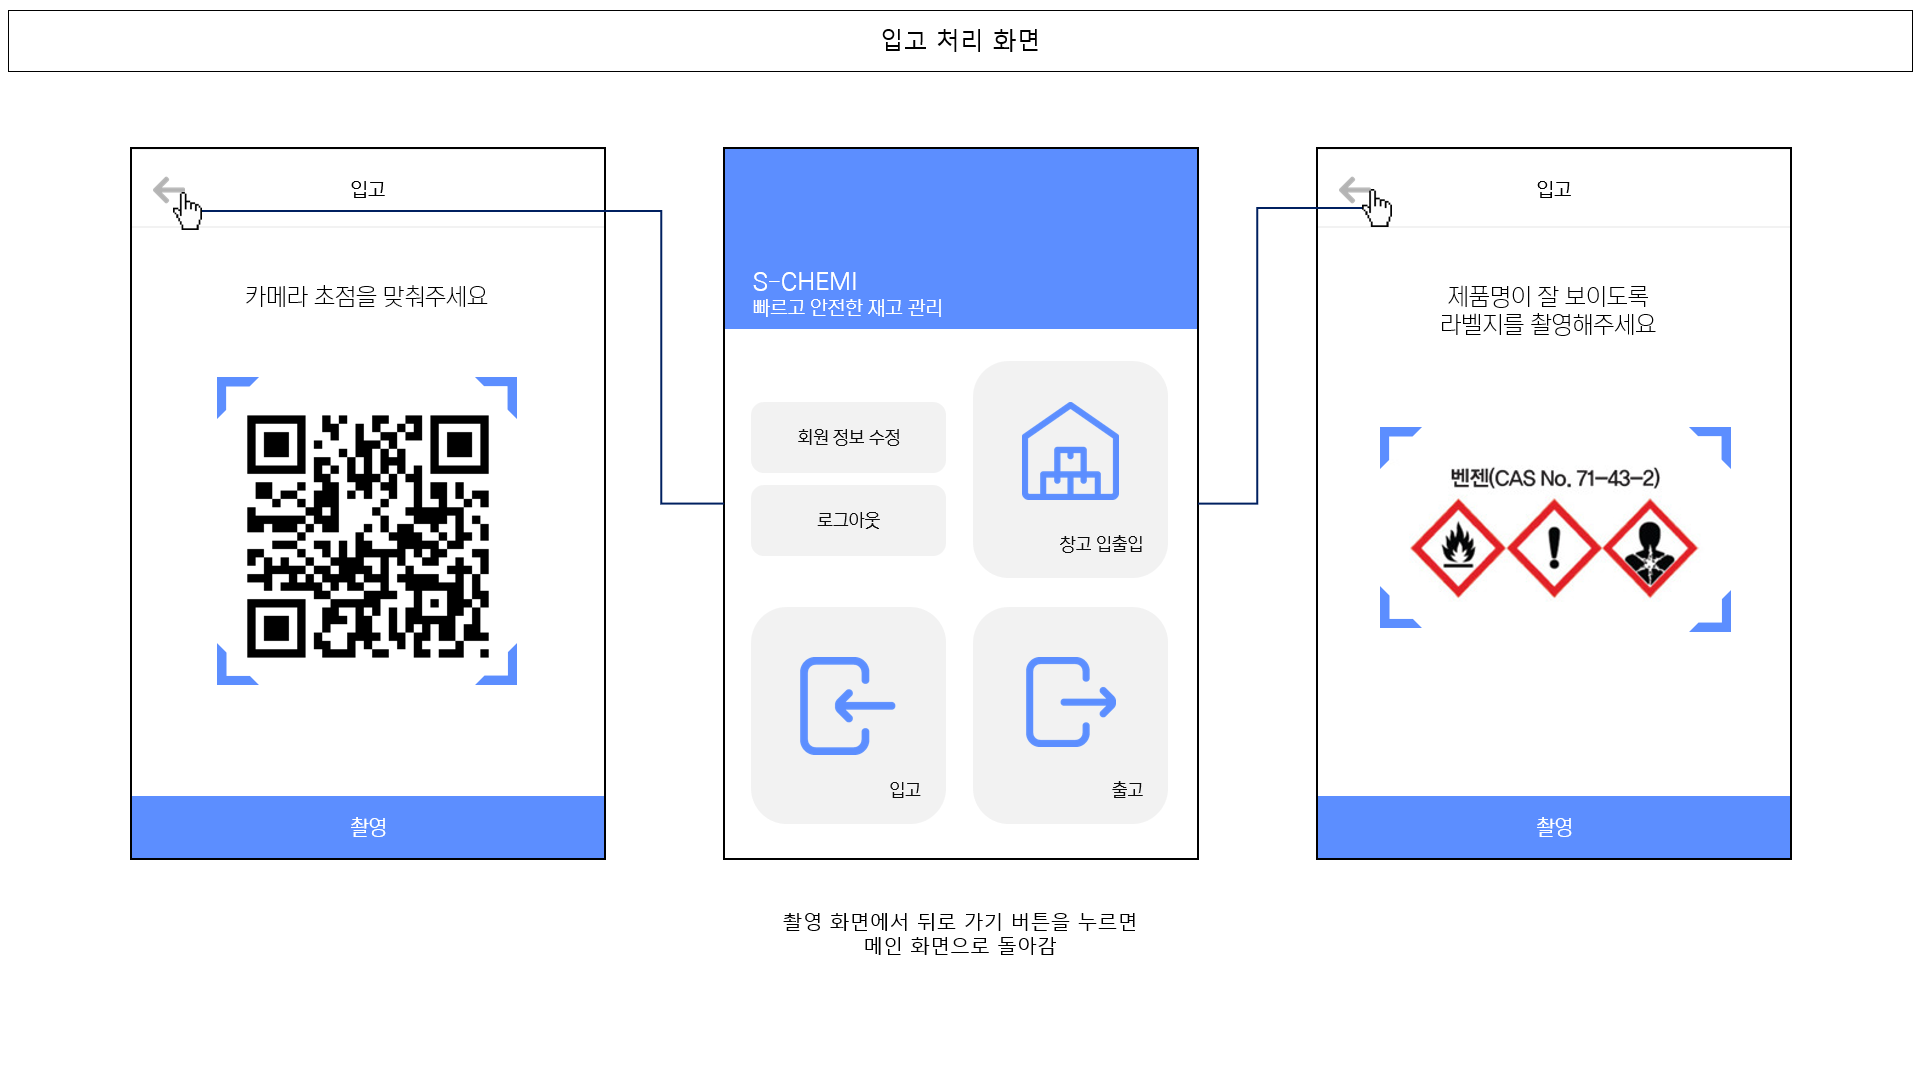 입고 처리 화면
입고
카메라 초점을 맞춰주세요
촬영
S-CHEMI
빠르고 안전한 재고 관리
회원 정보 수정
로그아웃
창고 입출입
입고
출고
입고
제품명이 잘 보이도록
라벨지를 촬영해주세요
벤젠(CAS No. 71-43-2)
촬영
촬영 화면에서 뒤로 가기 버튼을 누르면
메인 화면으로 돌아감